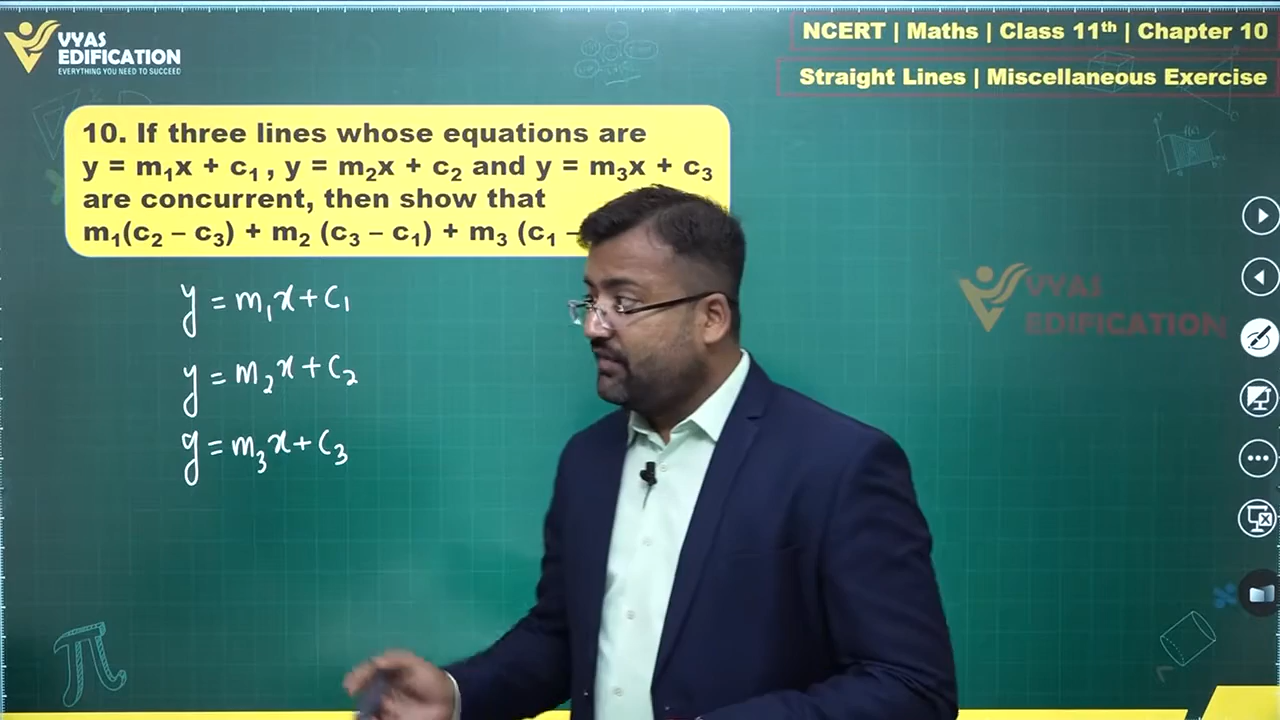 VYAS
EDIFICATION
EVERYTHING YOU NEED TO SUCCEED
NCERT | Maths | Class 11ᵗʰ | Chapter 10
Straight Lines | Miscellaneous Exercise
10. If three lines whose equations are
y = m₁x + c₁ , y = m₂x + c₂ and y = m₃x + c₃
are concurrent, then show that
m₁(c₂ – c₃) + m₂ (c₃ – c₁) + m₃ (c₁ –
y = m₁x + c₁
y = m₂x + c₂
y = m₃x + c₃
VYAS
EDIFICATION
π